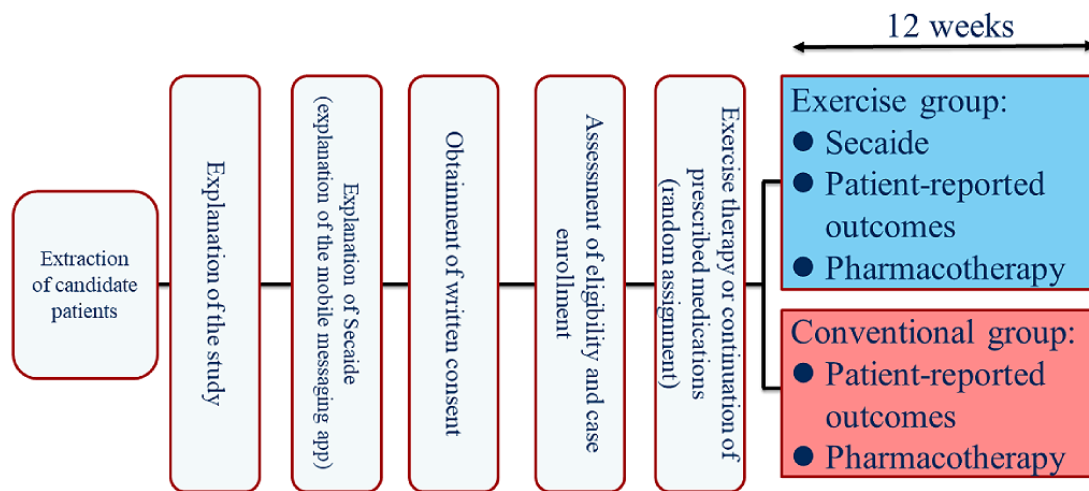 12 weeks
Extraction
of candidate
patients
Explanation of the study
Explanation of Secaide
(explanation of the mobile messaging app)
Obtainment of written consent
Assessment of eligibility and case
enrollment
Exercise therapy or continuation of
prescribed medications
(random assignment)
Exercise group:
● Secaide
● Patient-reported
outcomes
● Pharmacotherapy
Conventional group:
● Patient-reported
outcomes
● Pharmacotherapy